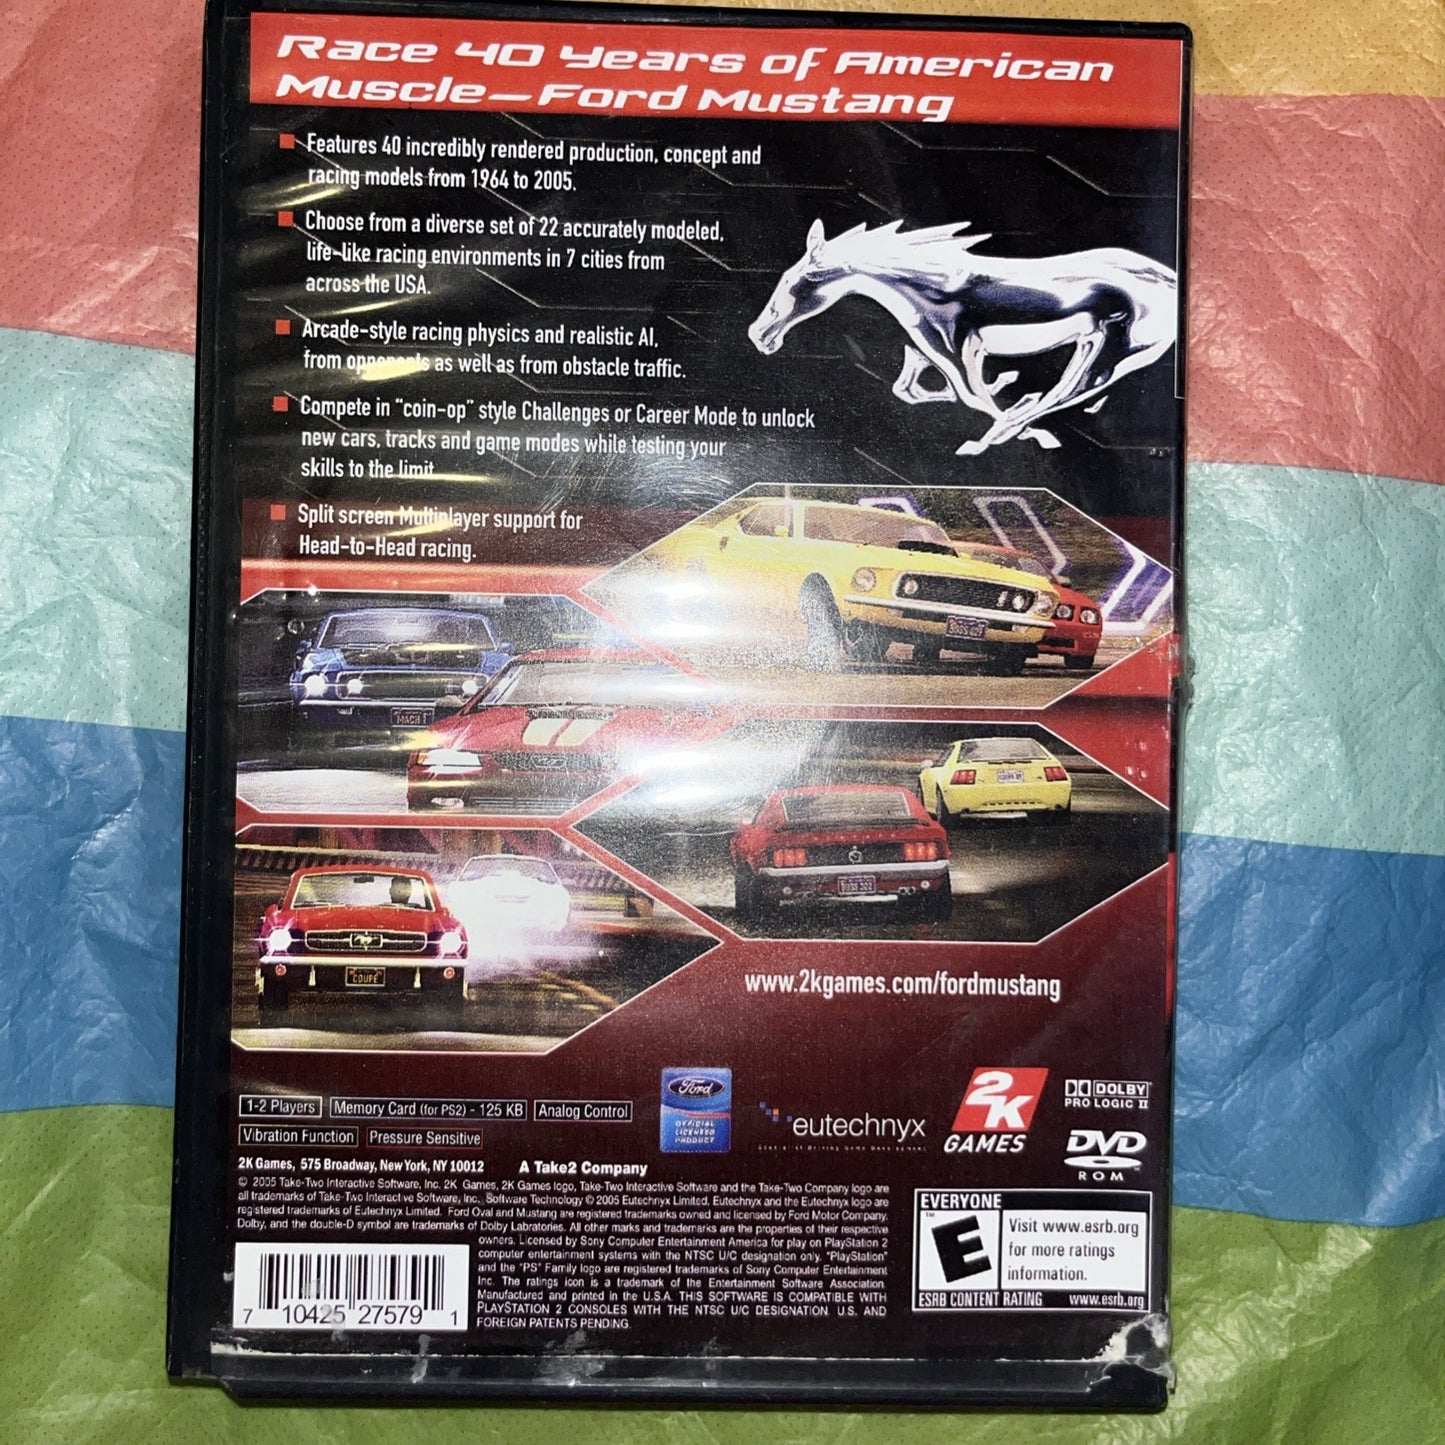 Race 40 Years of American
Muscle—Ford Mustang
Features 40 incredibly rendered production, concept and
racing models from 1964 to 2005.
Choose from a diverse set of 22 accurately modeled,
life-like racing environments in 7 cities from
across the USA.
Arcade-style racing physics and realistic AI,
from opponents as well as from obstacle traffic.
Compete in "coin-op" style Challenges or Career Mode to unlock
new cars, tracks and game modes while testing your
skills to the limit
Split screen Multiplayer support for
Head-to-Head racing.
MACH 1
COUPE
www.2kgames.com/fordmustang
1-2 Players
Memory Card (for PS2) - 125 KB
Analog Control
Vibration Function
Pressure Sensitive
Ford
OFFICIAL
LICENSED
PRODUCT
eutechnyx
2K
GAMES
DOLBY
PRO LOGIC II
DVD
ROM
2K Games, 575 Broadway, New York, NY 10012
A Take2 Company
© 2005 Take-Two Interactive Software, Inc. 2K Games, 2K Games logo, Take-Two Interactive Software and the Take-Two Company logo are
all trademarks of Take-Two Interactive Software, Inc. Software Technology © 2005 Eutechnyx Limited. Eutechnyx and the Eutechnyx logo are
registered trademarks of Eutechnyx Limited. Ford Oval and Mustang are registered trademarks owned and licensed by Ford Motor Company.
Dolby, and the double-D symbol are trademarks of Dolby Labratories. All other marks and trademarks are the properties of their respective
owners. Licensed by Sony Computer Entertainment America for play on PlayStation 2
computer entertainment systems with the NTSC U/C designation only. "PlayStation"
and the "PS" Family logo are registered trademarks of Sony Computer Entertainment
Inc. The ratings icon is a trademark of the Entertainment Software Association.
Manufactured and printed in the U.S.A. THIS SOFTWARE IS COMPATIBLE WITH
PLAYSTATION 2 CONSOLES WITH THE NTSC U/C DESIGNATION. U.S. AND
FOREIGN PATENTS PENDING.
7 10425 27579 1
EVERYONE
E
Visit www.esrb.org
for more ratings
information.
ESRB CONTENT RATING
www.esrb.org